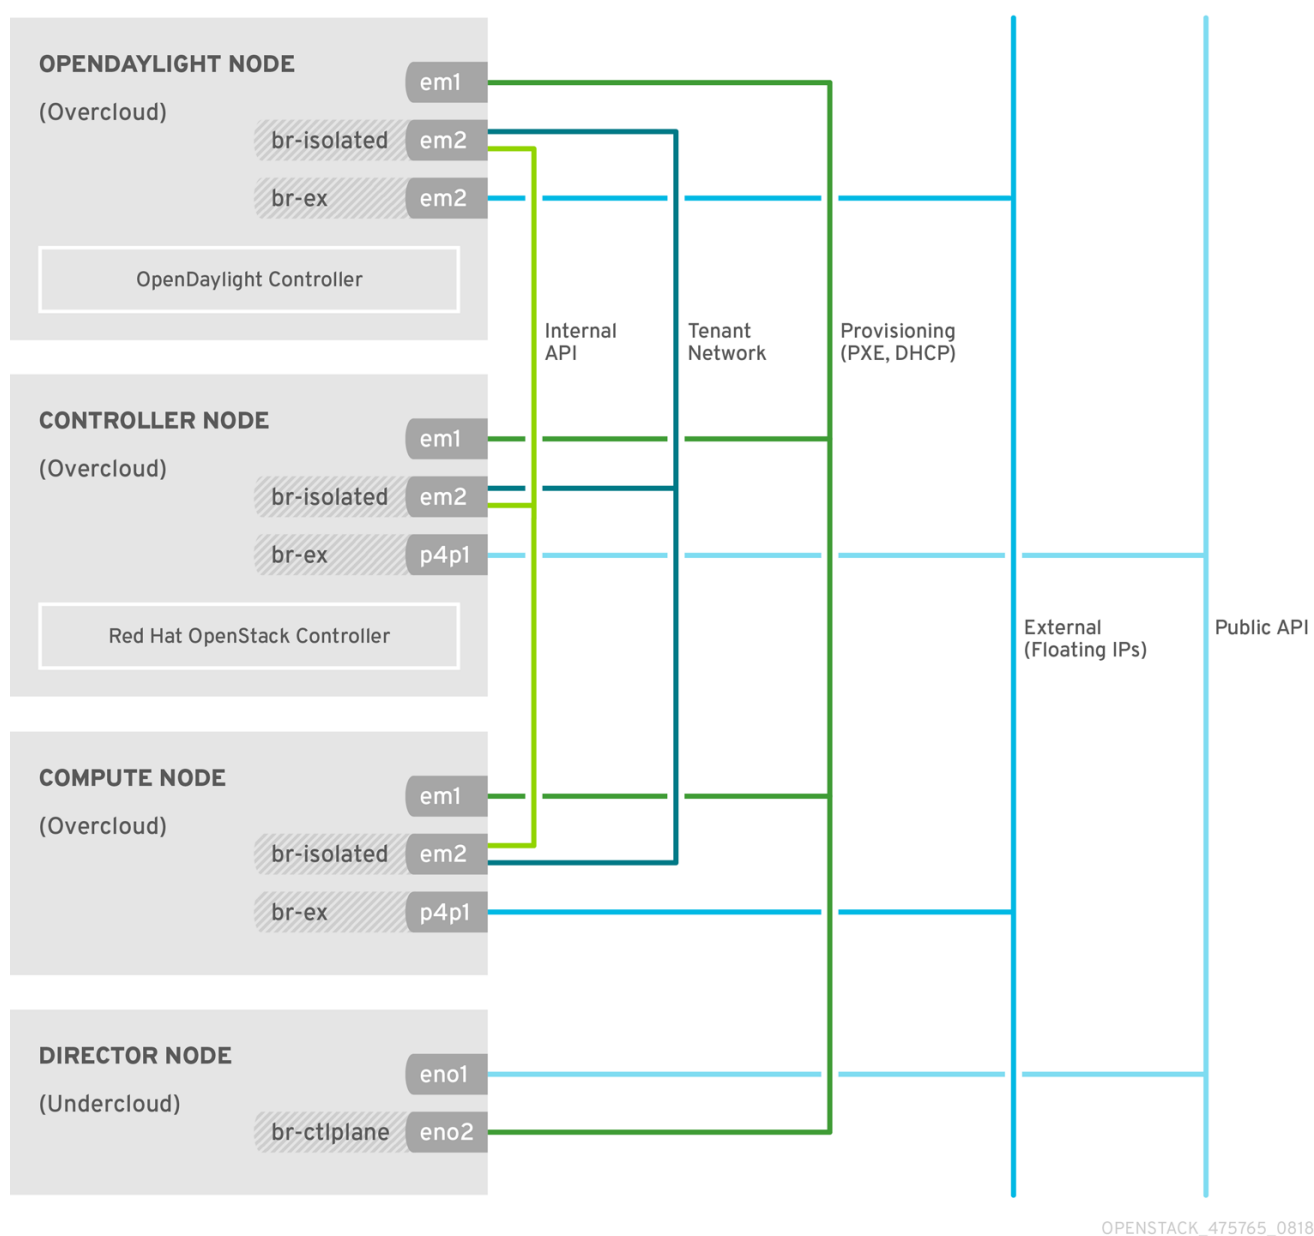 OPENDAYLIGHT NODE
(Overcloud)
em1
br-isolated em2
br-ex em2
OpenDaylight Controller
Internal
API
Tenant
Network
Provisioning
(PXE, DHCP)
CONTROLLER NODE
(Overcloud)
em1
br-isolated em2
br-ex p4p1
Red Hat OpenStack Controller
External
(Floating IPs)
Public API
COMPUTE NODE
(Overcloud)
em1
br-isolated em2
br-ex p4p1
DIRECTOR NODE
(Undercloud)
eno1
br-ctlplane eno2
OPENSTACK_475765_0818